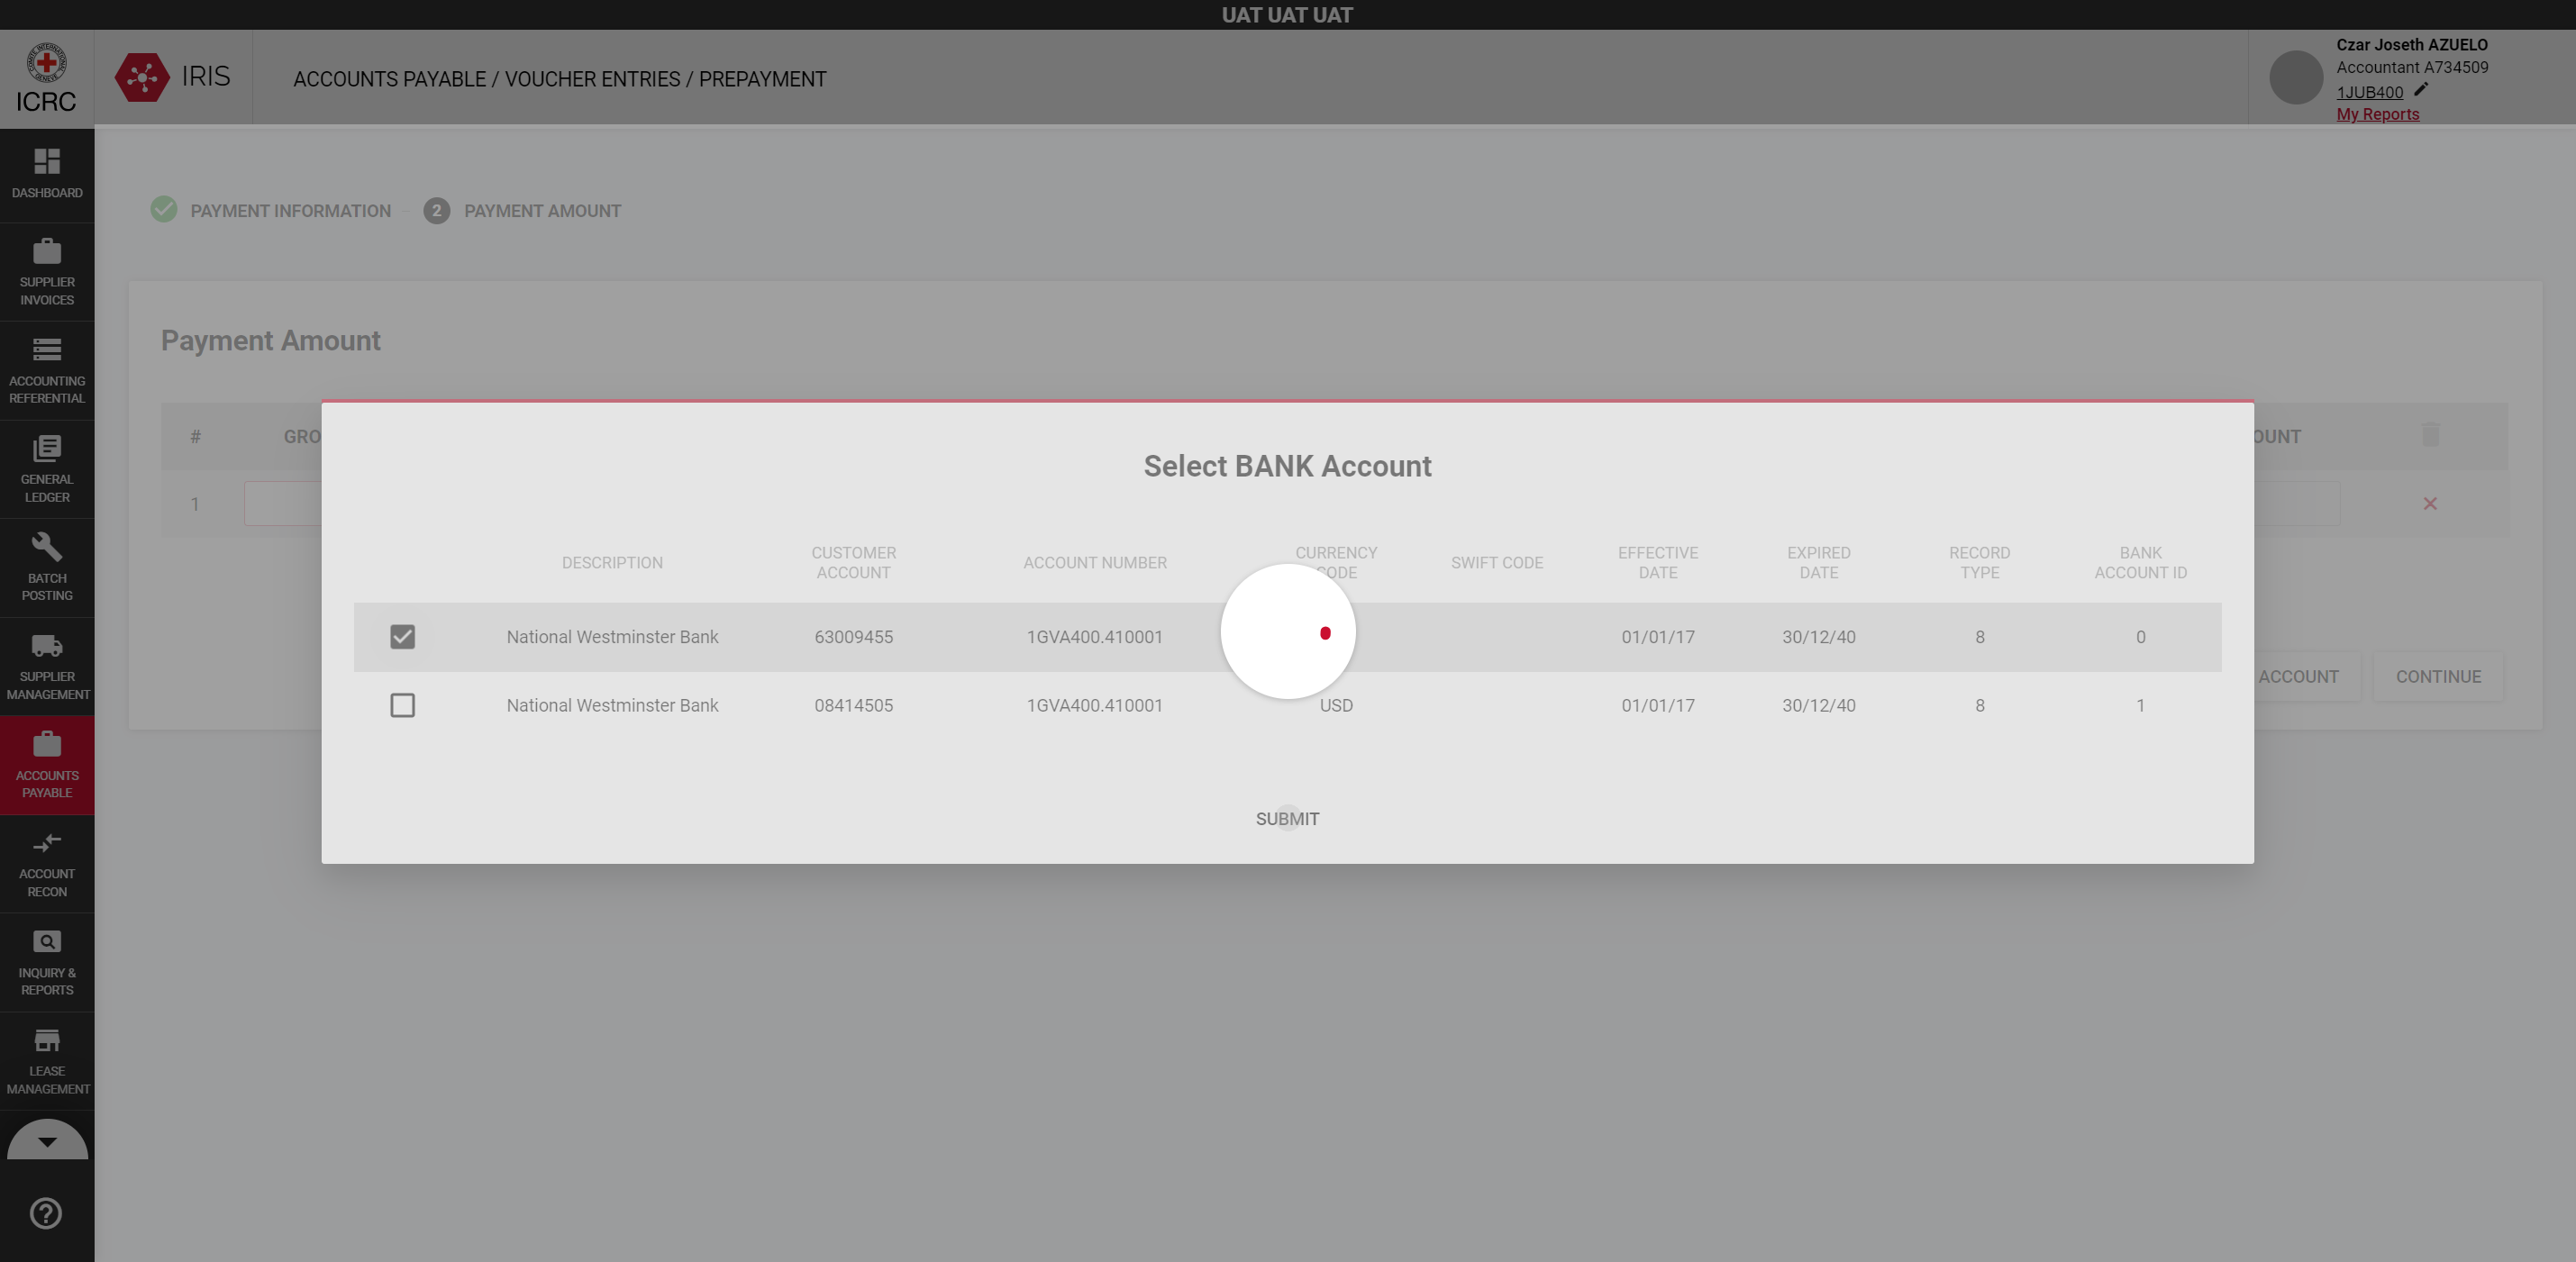 UAT UAT UAT
ICRC
IRIS
ACCOUNTS PAYABLE / VOUCHER ENTRIES / PREPAYMENT
Czar Joseth AZUELO
Accountant A734509
1JUB400
My Reports
DASHBOARD
SUPPLIER
INVOICES
ACCOUNTING
REFERENTIAL
GENERAL
LEDGER
BATCH
POSTING
SUPPLIER
MANAGEMENT
ACCOUNTS
PAYABLE
ACCOUNT
RECON
INQUIRY &
REPORTS
LEASE
MANAGEMENT
PAYMENT INFORMATION
2 PAYMENT AMOUNT
Payment Amount
# GRO OUNT
1
Select BANK Account
DESCRIPTION CUSTOMER ACCOUNT ACCOUNT NUMBER CURRENCY CODE SWIFT CODE EFFECTIVE DATE EXPIRED DATE RECORD TYPE BANK ACCOUNT ID
National Westminster Bank 63009455 1GVA400.410001 01/01/17 30/12/40 8 0
National Westminster Bank 08414505 1GVA400.410001 USD 01/01/17 30/12/40 8 1
ACCOUNT CONTINUE
SUBMIT